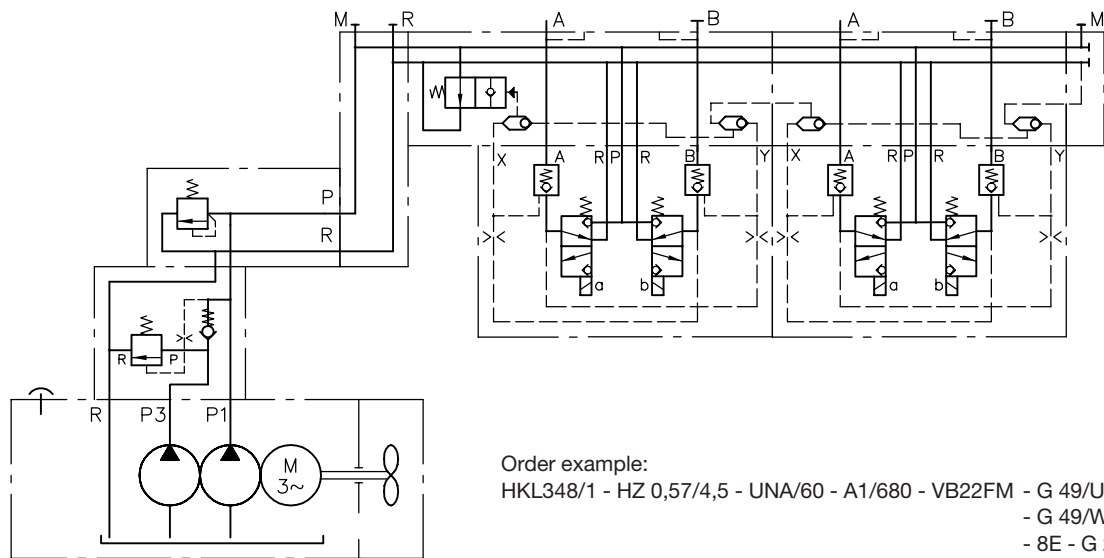 M R A B A B M
X A R P R B Y X A R P R B Y
P
R
a b a b
R P
R P3 P1
M
3~
Order example:
HKL348/1 - HZ 0,57/4,5 - UNA/60 - A1/680 - VB22FM - G 49/U
- G 49/W
- 8E - G